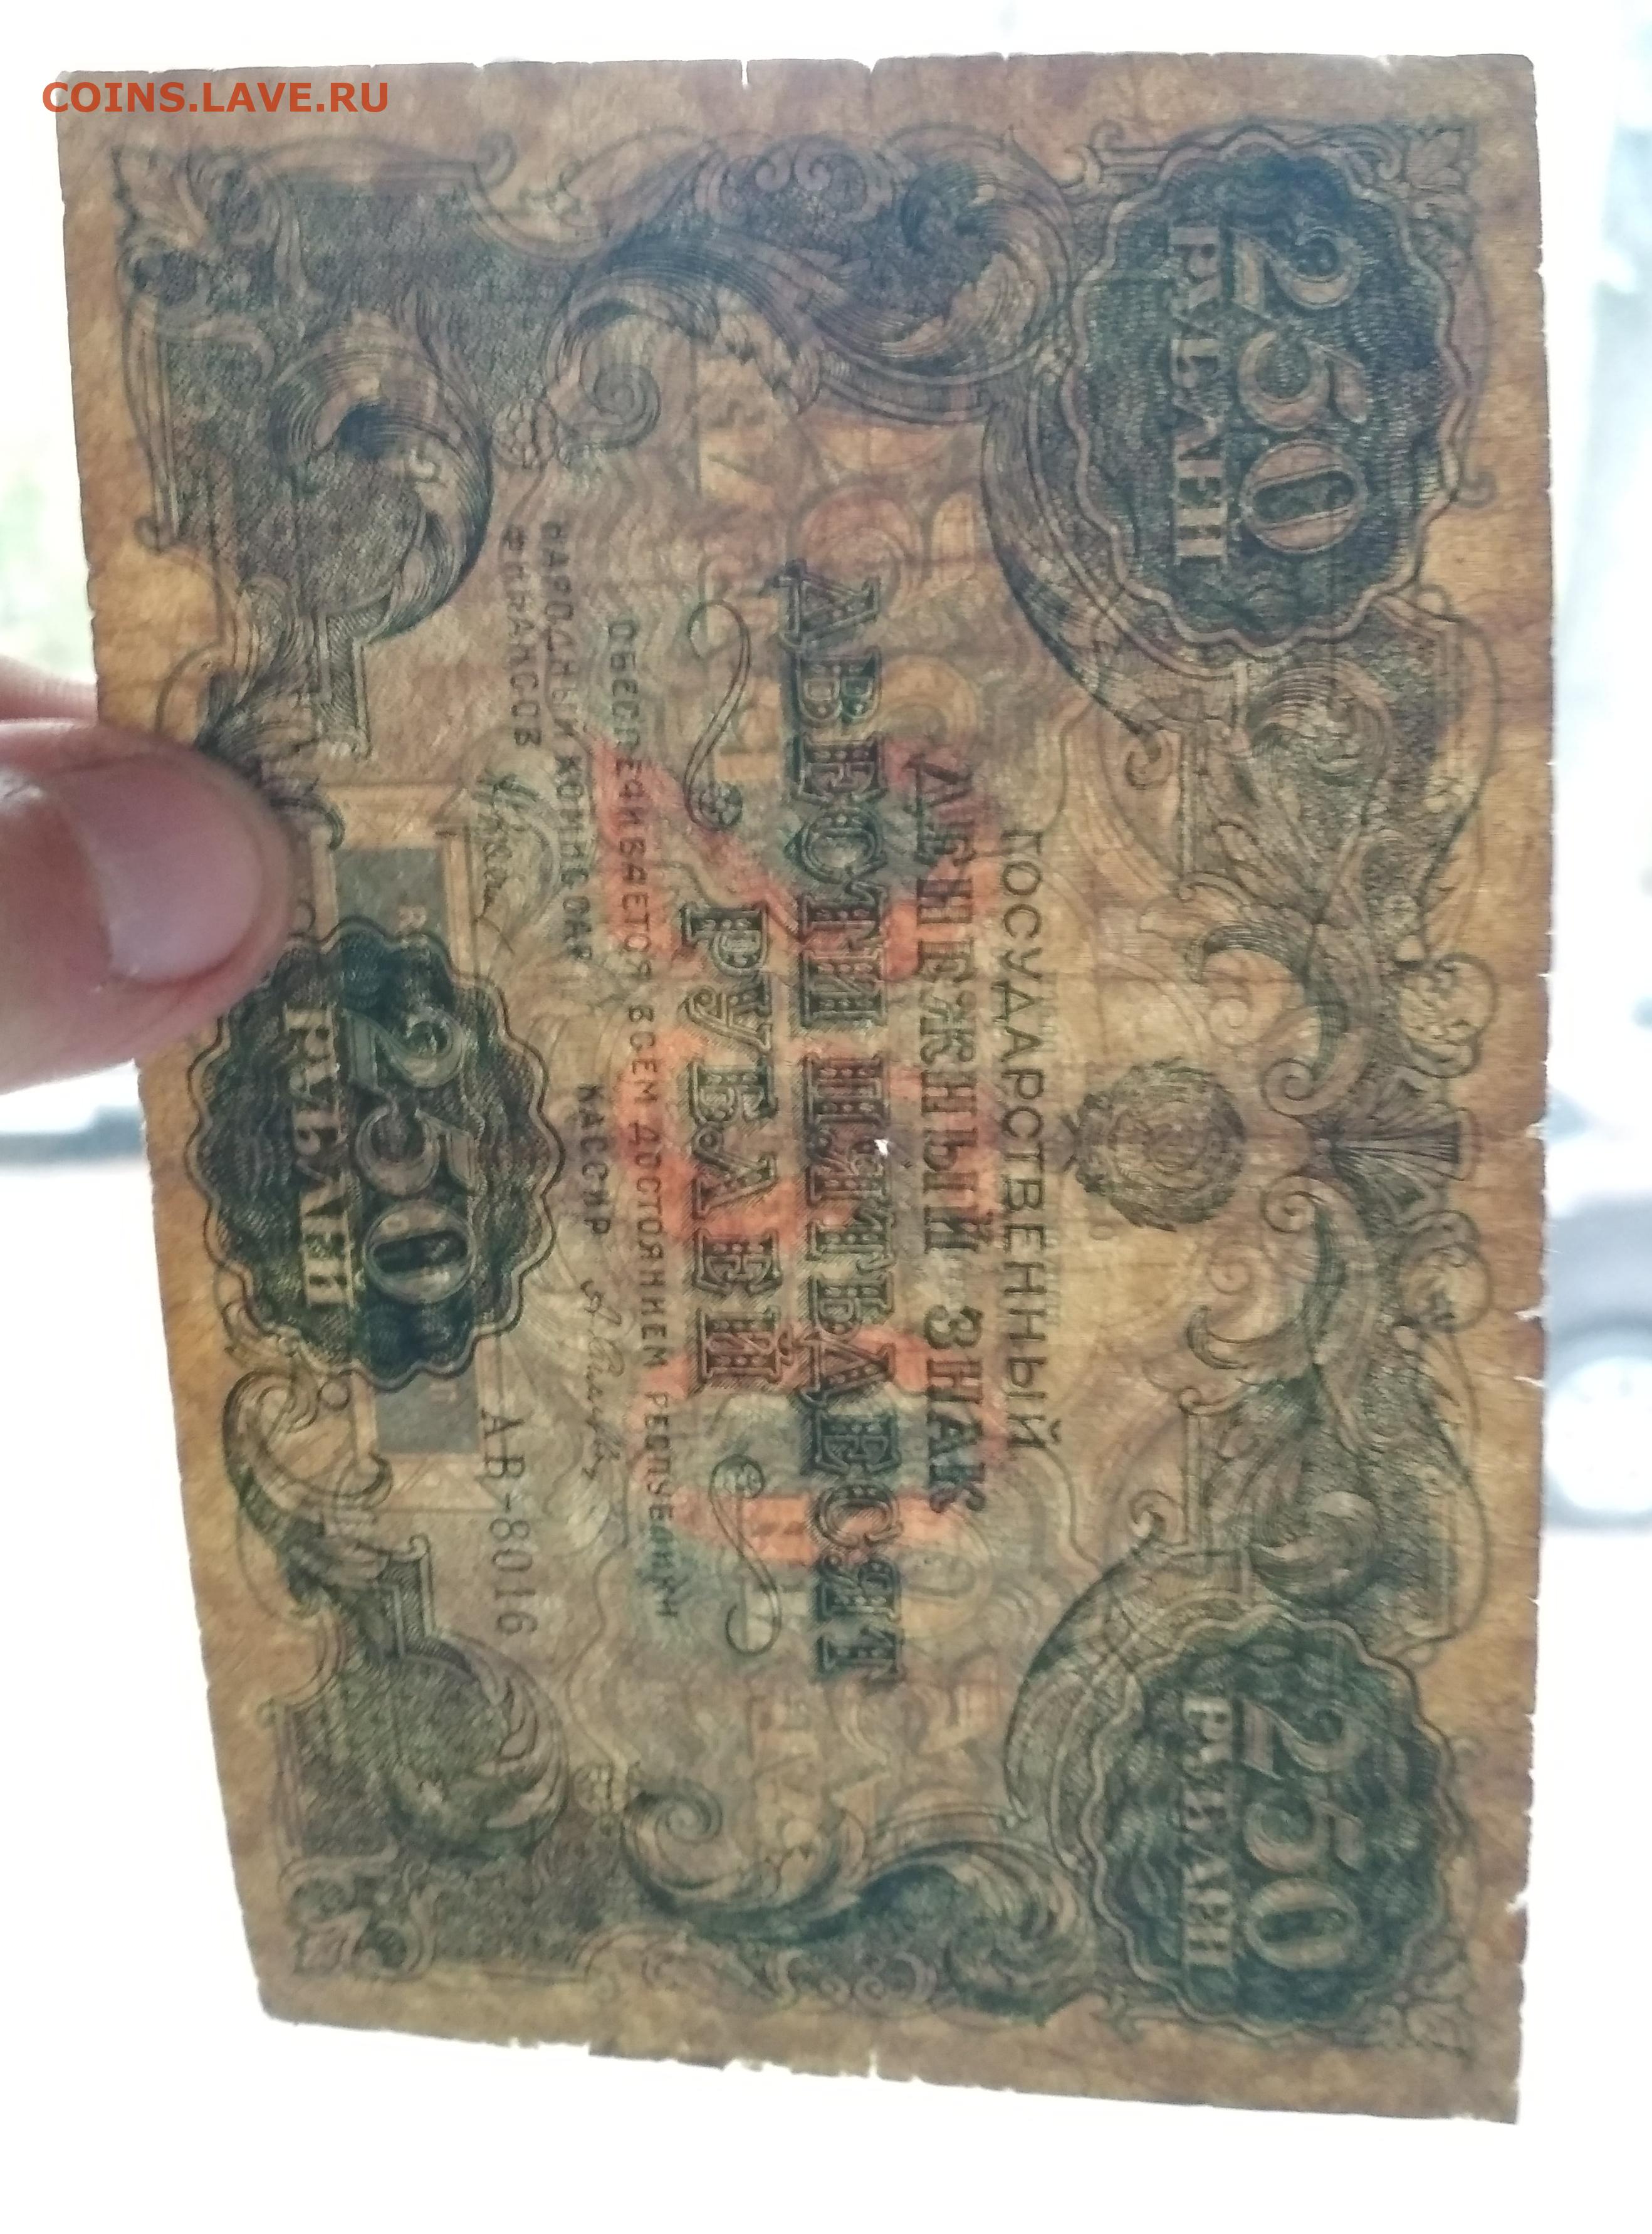 COINS.LAVE.RU
250
РУБЛЕЙ
250
РУБЛЕЙ
ГОСУДАРСТВЕННЫЙ
ДЕНЕЖНЫЙ ЗНАК
ДВЕСТИ ПЯТЬДЕСЯТ
РУБЛЕЙ
ОБЕСПЕЧИВАЕТСЯ ВСЕМ ДОСТОЯНИЕМ РЕСПУБЛИКИ
НАРОДНЫЙ КОМИССАР
ФИНАНСОВ
КАССИР
АВ-8016
250
РУБЛЕЙ